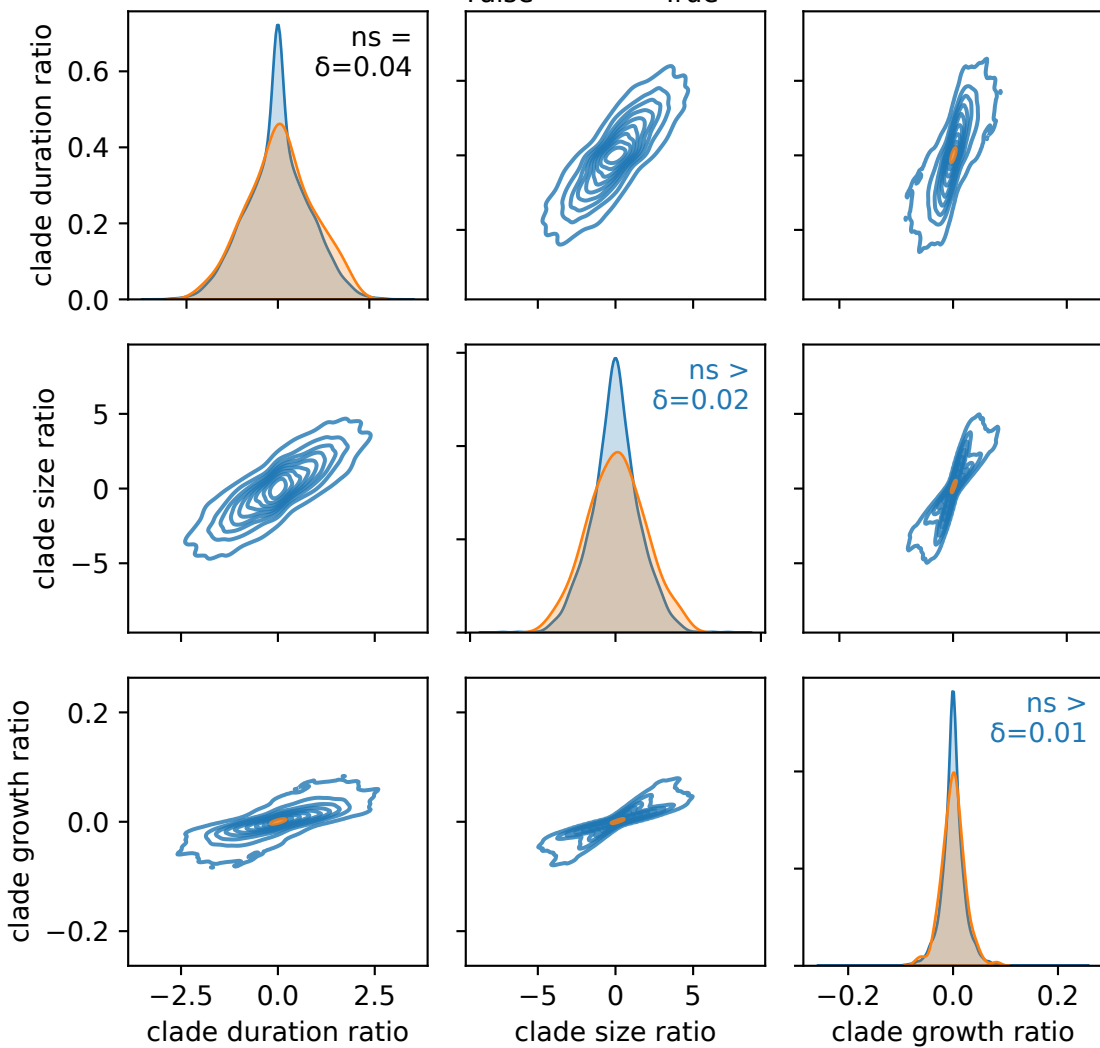 True
clade duration ratio
0.6
0.4
0.2
0.0
ns =
δ=0.04
clade size ratio
5
0
−5
ns >
δ=0.02
clade growth ratio
0.2
0.0
−0.2
ns >
δ=0.01
−2.5 0.0 2.5
−5 0 5
−0.2 0.0 0.2
clade duration ratio
clade size ratio
clade growth ratio